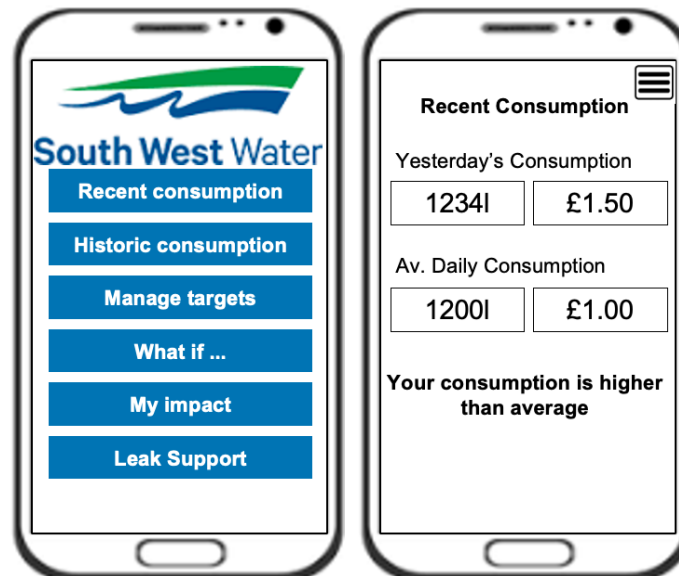 South West Water
Recent consumption
Historic consumption
Manage targets
What if ...
My impact
Leak Support
Recent Consumption
Yesterday's Consumption
1234l £1.50
Av. Daily Consumption
1200l £1.00
Your consumption is higher
than average